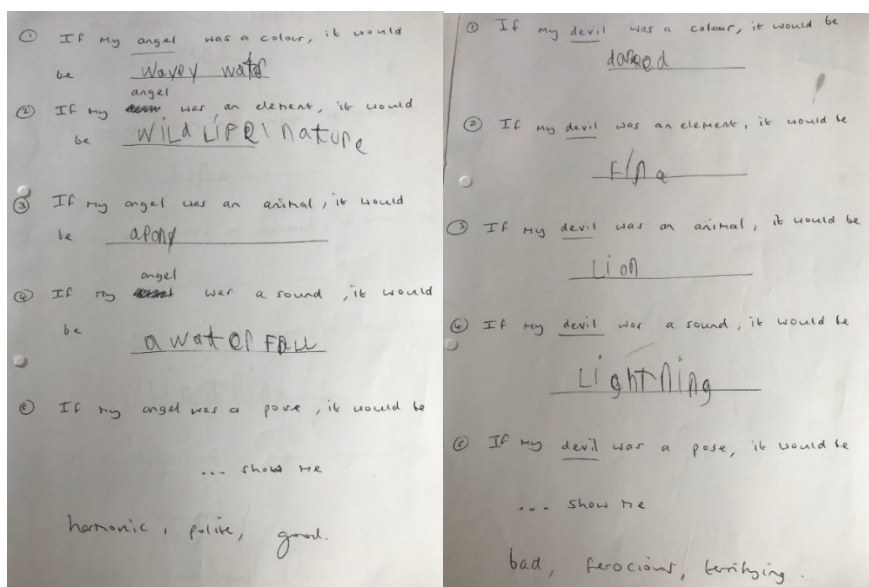 ① If my angel was a colour, it would
be wavey water
angel
② If my was an element, it would
be wild life \ nature
③ If my angel was an animal, it would
be a pony
angel
④ If my was a sound, it would
be a water fall
⑤ If my angel was a pose, it would be
... show me
harmonic, polite, good.
① If my devil was a colour, it would be
② If my devil was an element, it would be
③ If my devil was an animal, it would be
Lion
④ If my devil was a sound, it would be
Lightning
⑤ If my devil was a pose, it would be
... show me
bad, ferocious, terrifying.